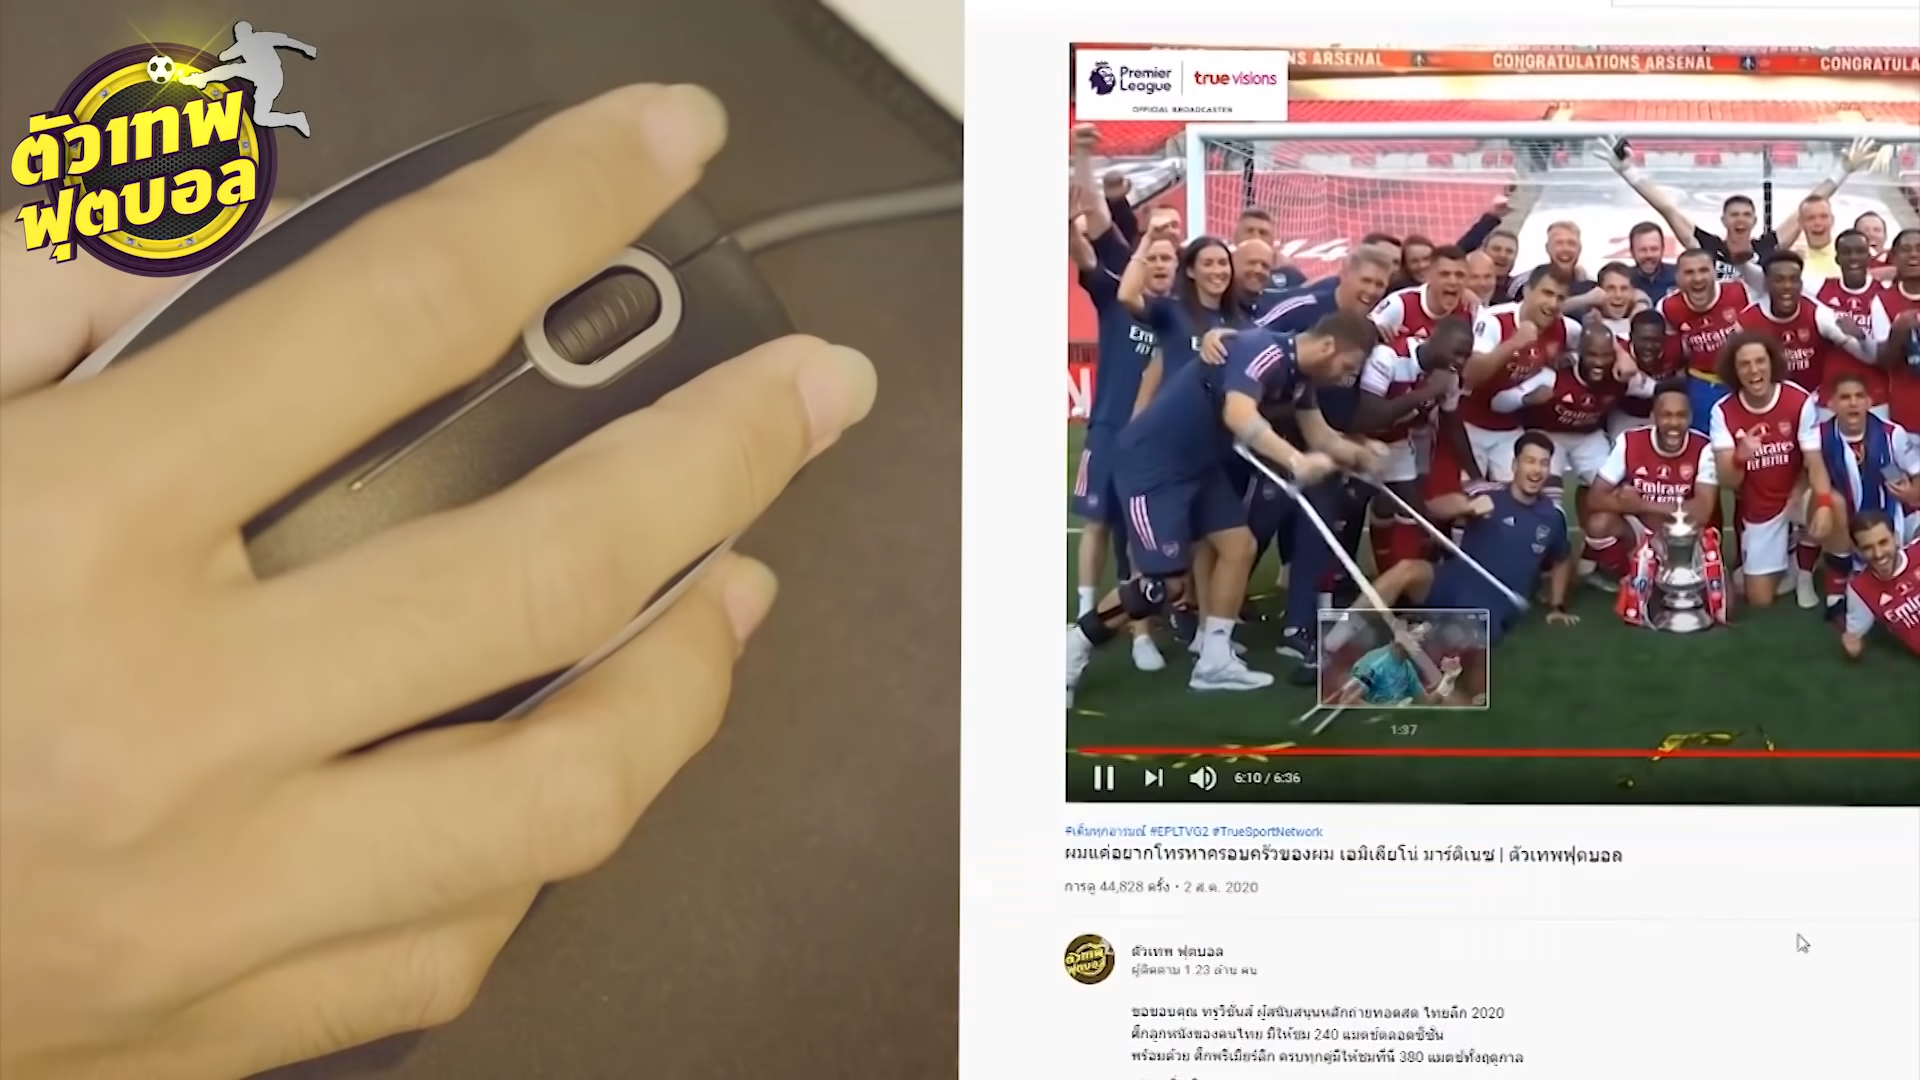 ตัวเทพ
ฟุตบอล
NS ARSENAL
CONGRATULATIONS ARSENAL
CONGRATULA
Premier
League
truevisions
OFFICIAL BROADCASTER
Emirates
FLY BETTER
1:37
6:10 / 6:36
#เต็มทุกอารมณ์ #EPLTVG2 #TrueSportNetwork
ผมแค่อยากโทรหาครอบครัวของผม เอมิเลียโน่ มาร์ติเนซ | ตัวเทพฟุตบอล
การดู 44,828 ครั้ง • 2 ส.ค. 2020
ตัวเทพ ฟุตบอล
ผู้ติดตาม 1.23 ล้าน คน
ขอขอบคุณ ทรูวิชั่นส์ ผู้สนับสนุนหลักถ่ายทอดสด ไทยลีก 2020
ศึกลูกหนังของคนไทย มีให้ชม 240 แมตช์ตลอดซีซั่น
พร้อมด้วย ศึกพรีเมียร์ลีก ครบทุกคู่มีให้ชมที่นี่ 380 แมตช์ทั้งฤดูกาล